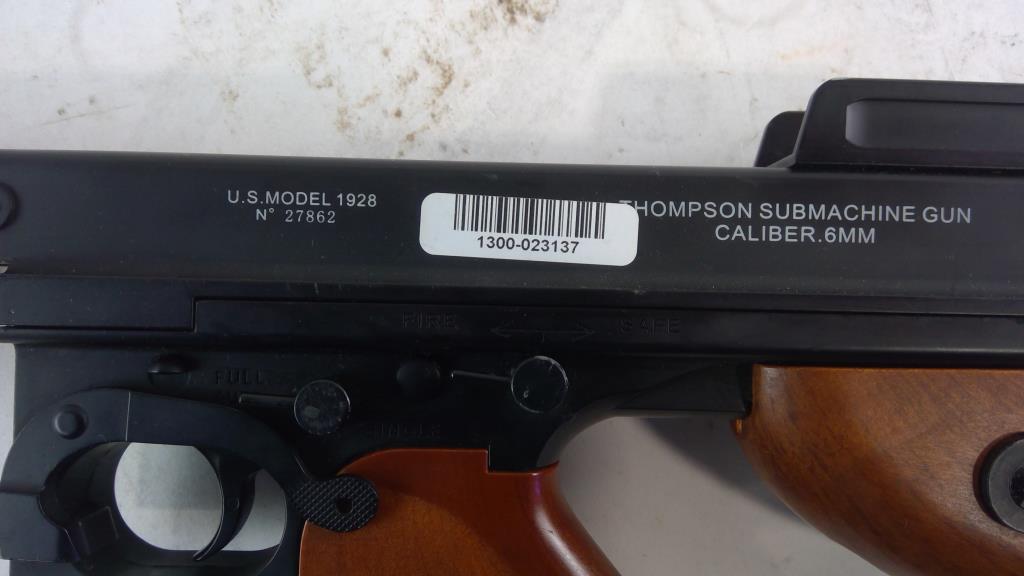 U.S.MODEL 1928
N° 27862
1300-023137
THOMPSON SUBMACHINE GUN
CALIBER.6MM
FIRE SAFE
FULL
SINGLE